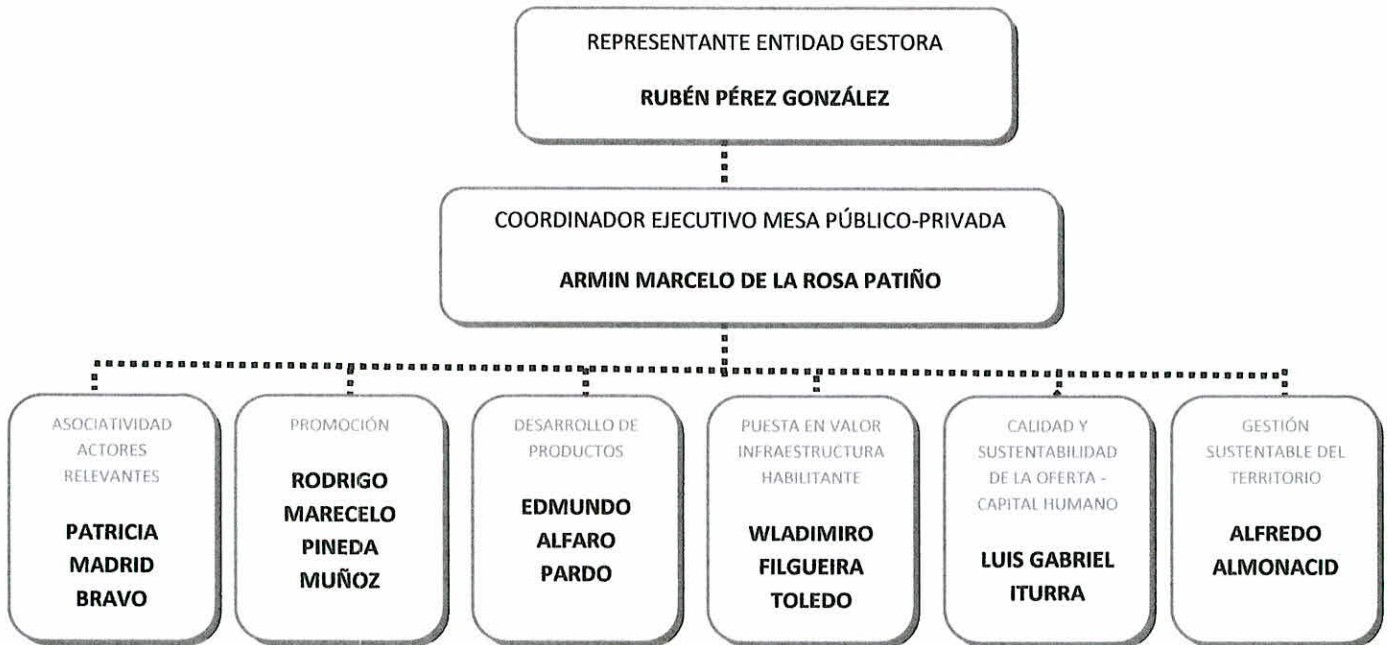 REPRESENTANTE ENTIDAD GESTORA
RUBÉN PÉREZ GONZÁLEZ
COORDINADOR EJECUTIVO MESA PÚBLICO-PRIVADA
ARMIN MARCELO DE LA ROSA PATIÑO
ASOCIATIVIDAD
ACTORES
RELEVANTES
PATRICIA
MADRID
BRAVO
PROMOCIÓN
RODRIGO
MARECELO
PINEDA
MUÑOZ
DESARROLLO DE
PRODUCTOS
EDMUNDO
ALFARO
PARDO
PUESTA EN VALOR
INFRAESTRUCTURA
HABILITANTE
WLADIMIRO
FILGUEIRA
TOLEDO
CALIDAD Y
SUSTENTABILIDAD
DE LA OFERTA -
CAPITAL HUMANO
LUIS GABRIEL
ITURRA
GESTIÓN
SUSTENTABLE DEL
TERRITORIO
ALFREDO
ALMONACID